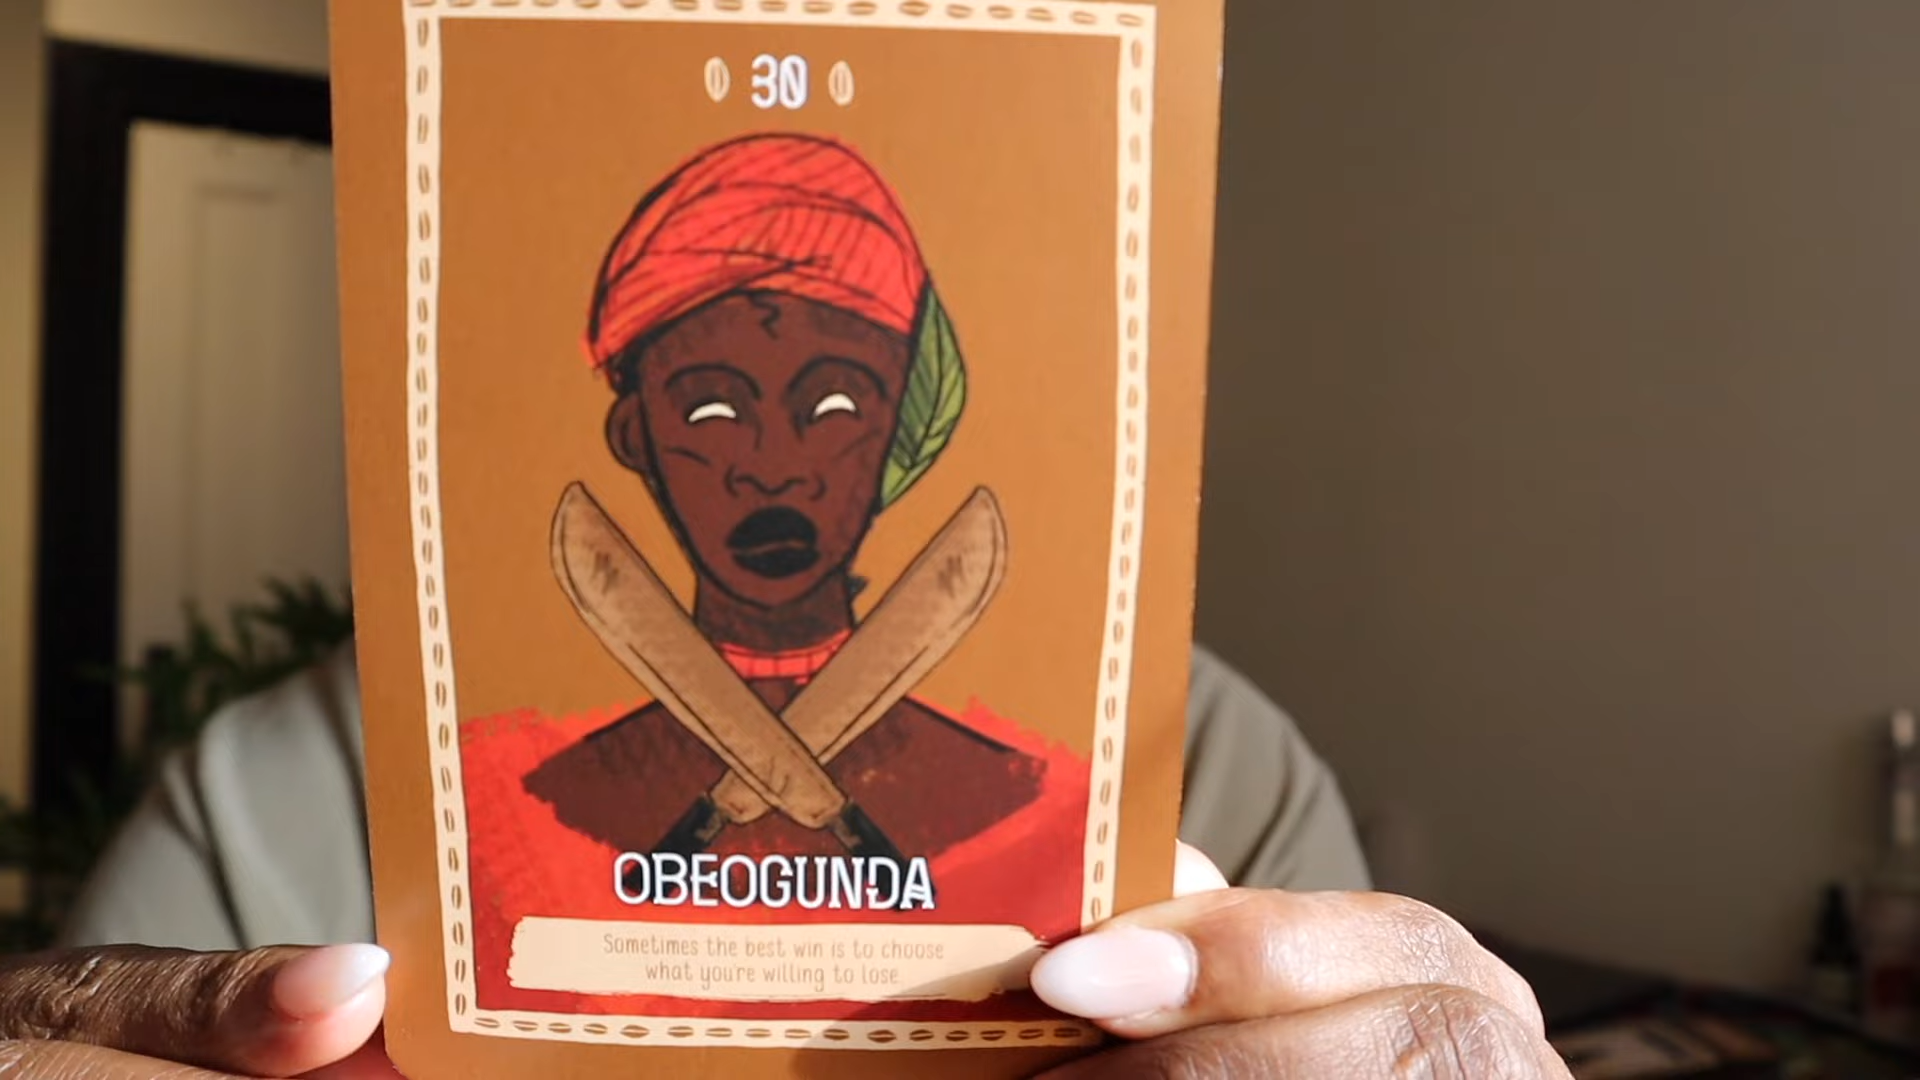 30
OBEOGUNDA
Sometimes the best win is to choose
what you're willing to lose.